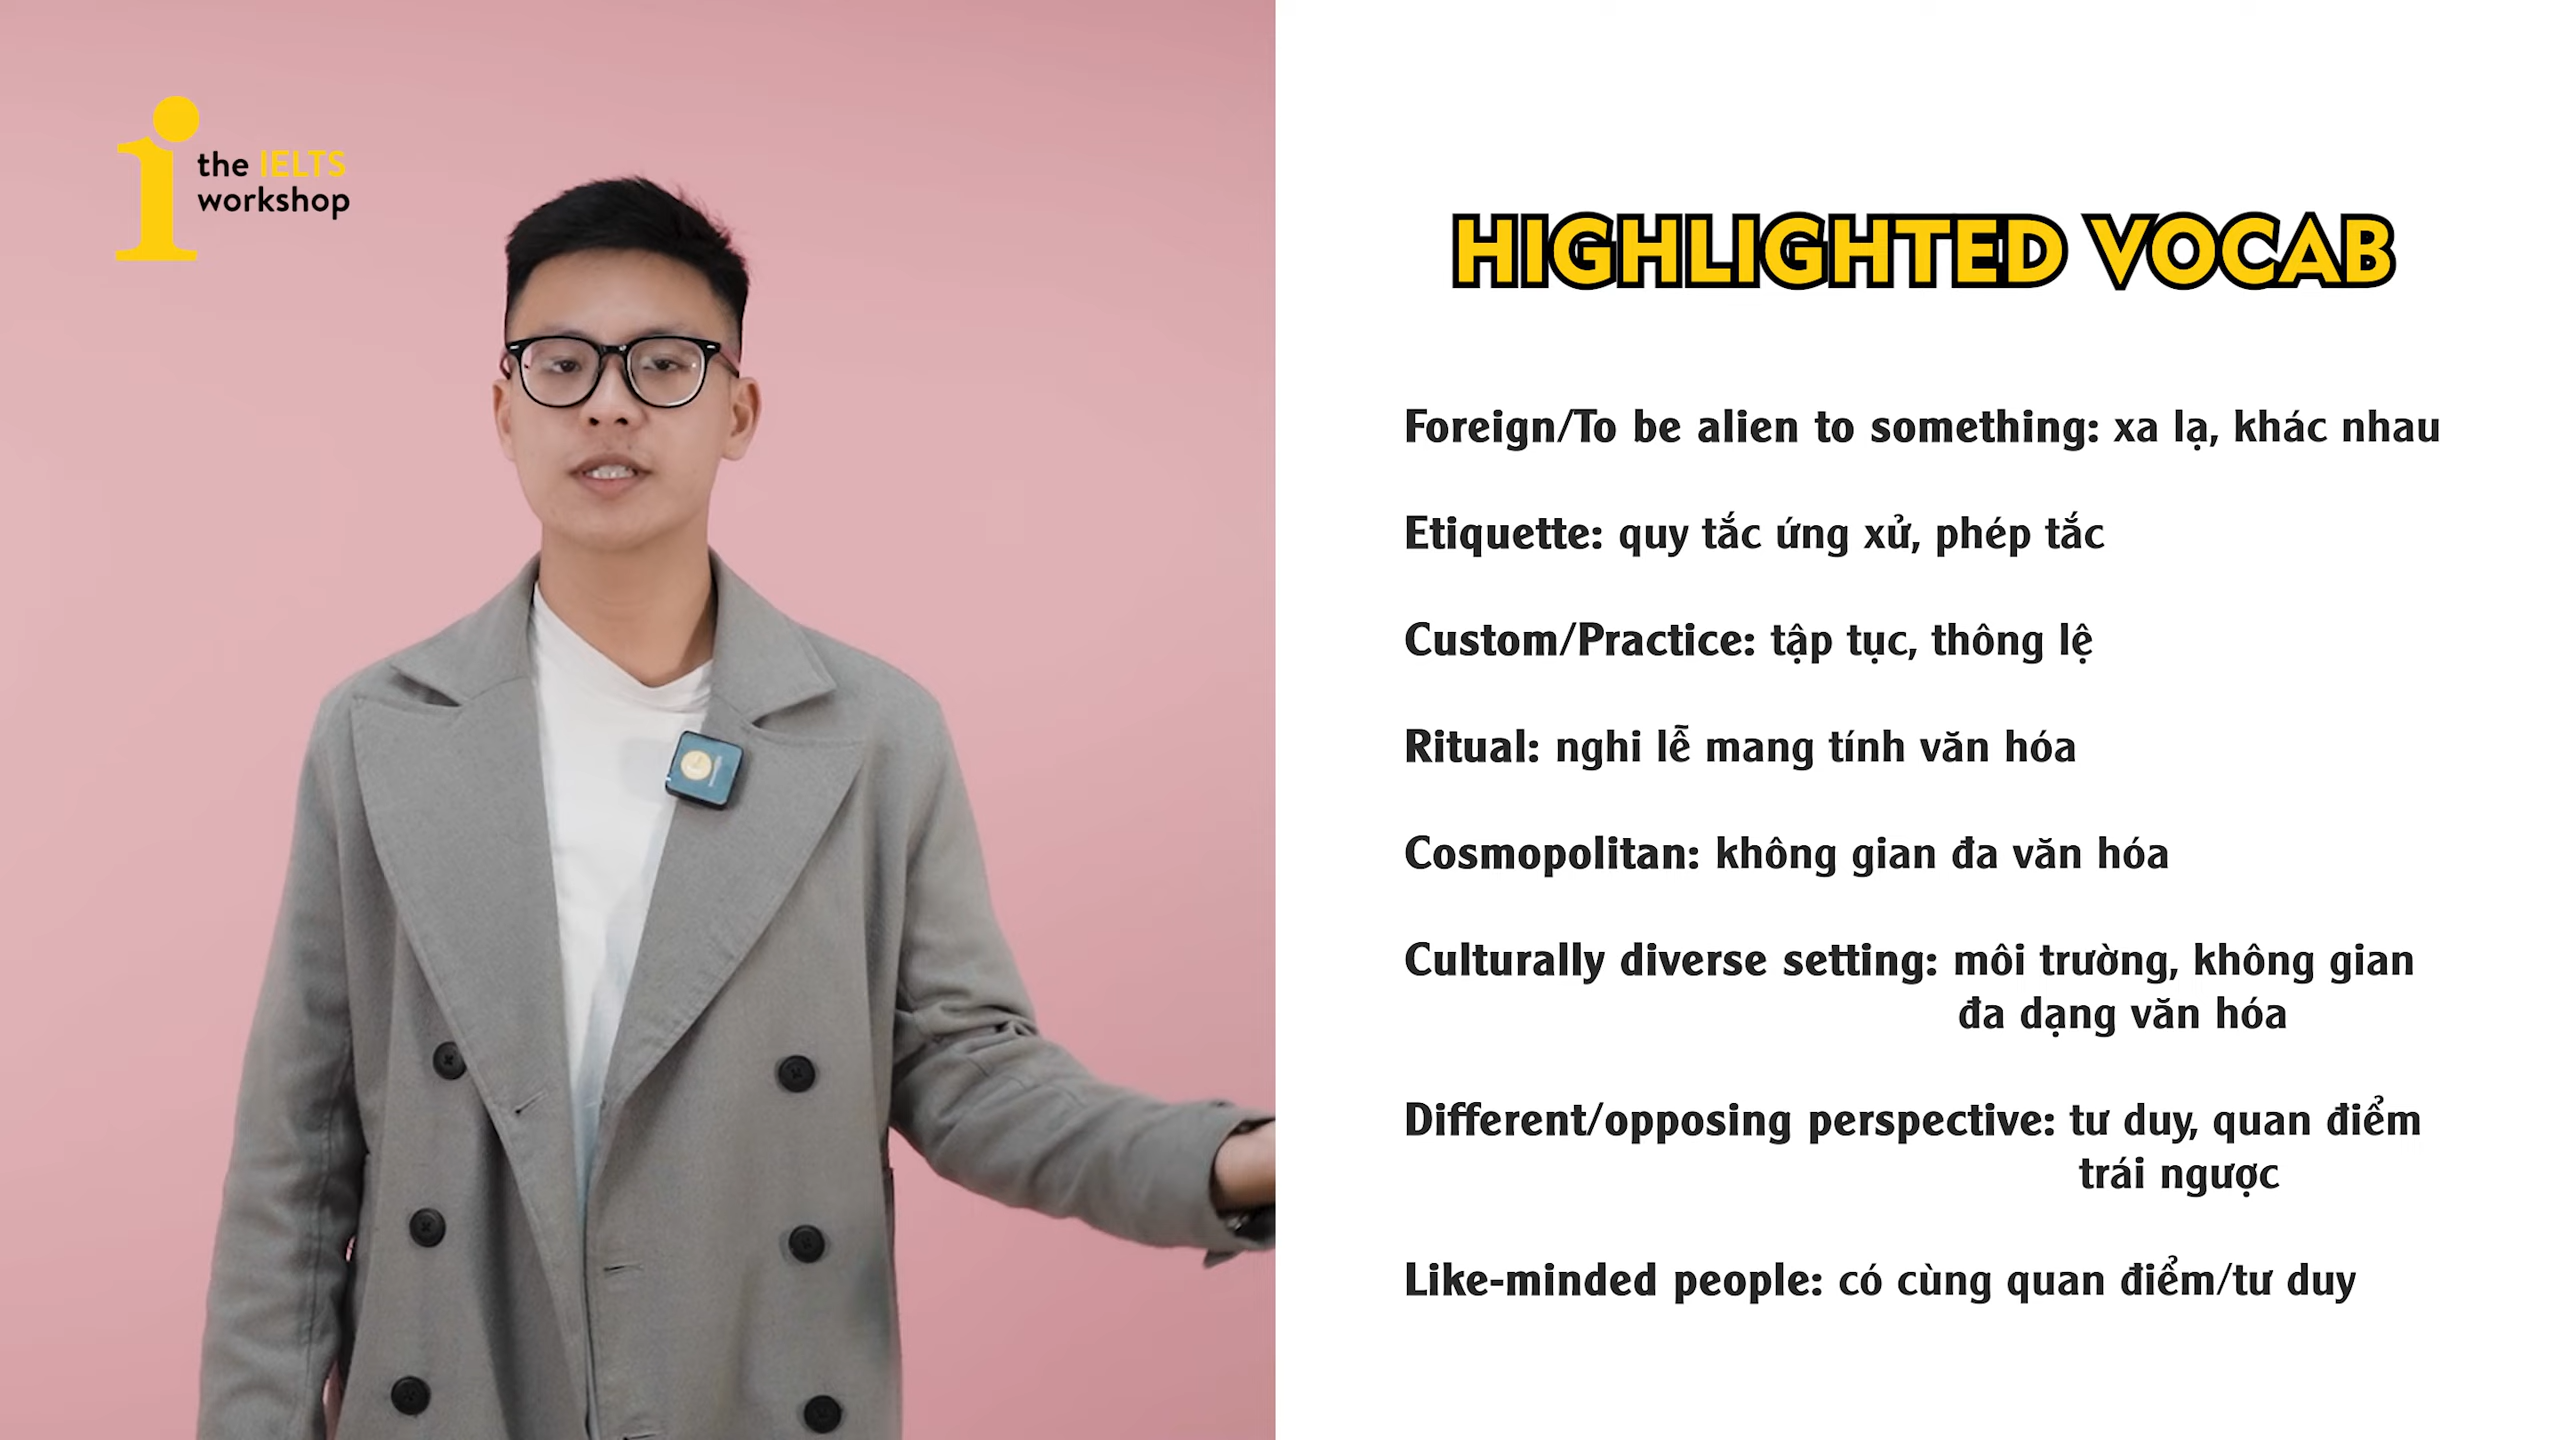 the IELTS
workshop
HIGHLIGHTED VOCAB
Foreign/To be alien to something: xa lạ, khác nhau
Etiquette: quy tắc ứng xử, phép tắc
Custom/Practice: tập tục, thông lệ
Ritual: nghi lễ mang tính văn hóa
Cosmopolitan: không gian đa văn hóa
Culturally diverse setting: môi trường, không gian
đa dạng văn hóa
Different/opposing perspective: tư duy, quan điểm
trái ngược
Like-minded people: có cùng quan điểm/tư duy